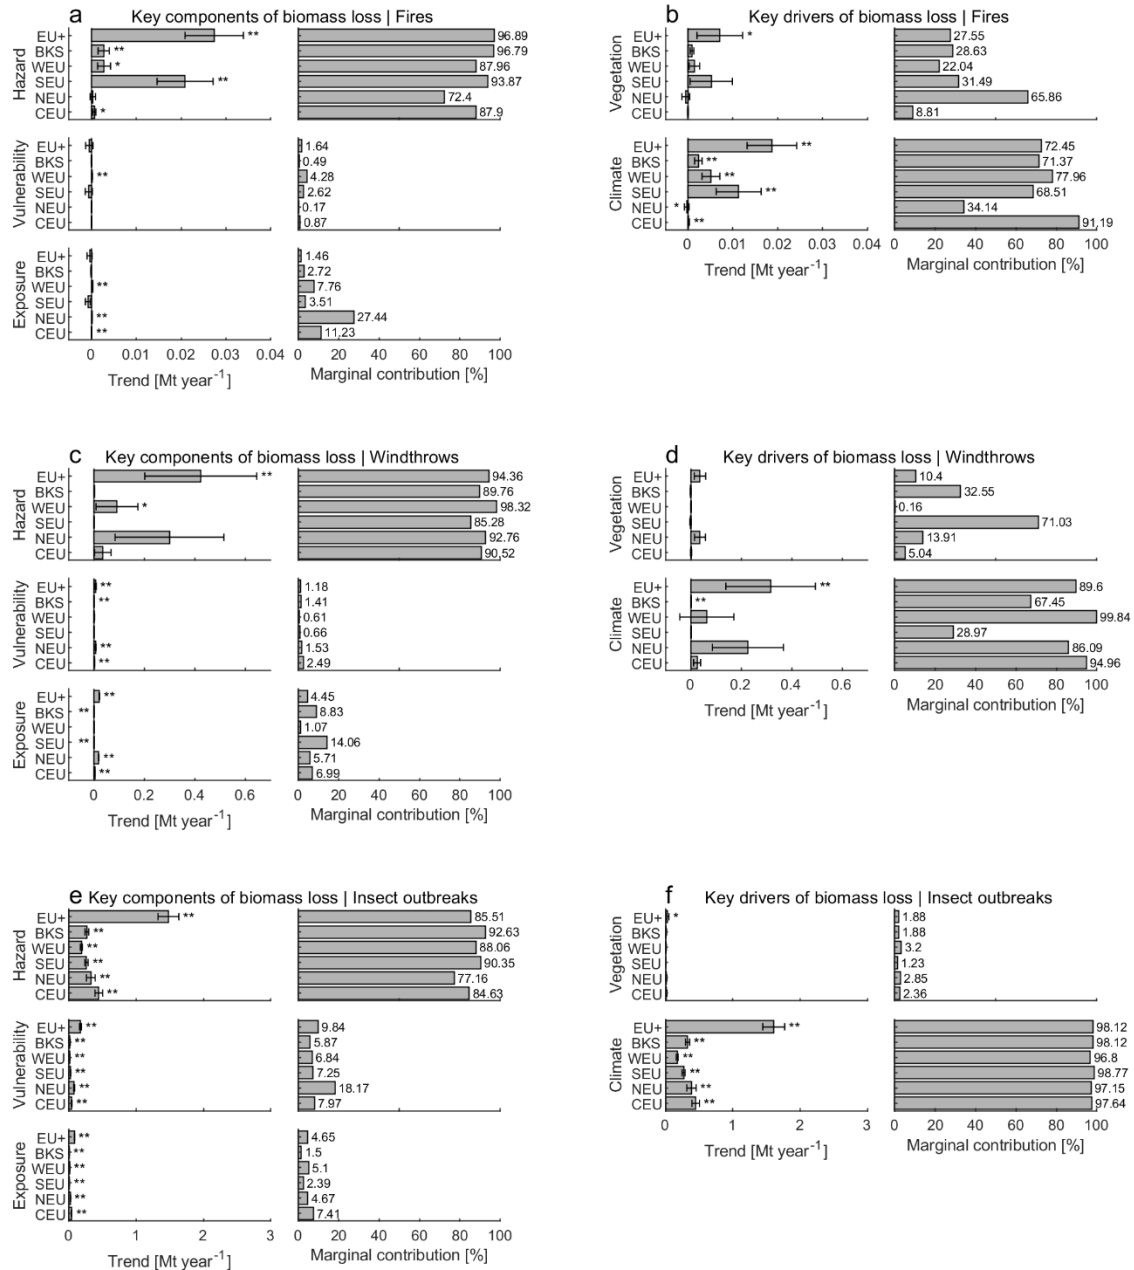 a Key components of biomass loss | Fires
Hazard
EU+ ** 96.89
BKS ** 96.79
WEU * 87.96
SEU ** 93.87
NEU 72.4
CEU * 87.9
Vulnerability
EU+ 1.64
BKS 0.49
WEU ** 4.28
SEU 2.62
NEU 0.17
CEU 0.87
Exposure
EU+ 1.46
BKS 2.72
WEU ** 7.76
SEU 3.51
NEU ** 27.44
CEU ** 11.23
0 0.01 0.02 0.03 0.04 0 20 40 60 80 100
Trend [Mt year-1] Marginal contribution [%]
b Key drivers of biomass loss | Fires
Vegetation
EU+ * 27.55
BKS 28.63
WEU 22.04
SEU 31.49
NEU 65.86
CEU 8.81
Climate
EU+ ** 72.45
BKS ** 71.37
WEU ** 77.96
SEU ** 68.51
NEU * 34.14
CEU ** 91.19
0 0.01 0.02 0.03 0.04 0 20 40 60 80 100
Trend [Mt year-1] Marginal contribution [%]
c Key components of biomass loss | Windthrows
Hazard
EU+ ** 94.36
BKS 89.76
WEU * 98.32
SEU 85.28
NEU 92.76
CEU 90.52
Vulnerability
EU+ ** 1.18
BKS ** 1.41
WEU 0.61
SEU 0.66
NEU ** 1.53
CEU ** 2.49
Exposure
EU+ ** 4.45
BKS ** 8.83
WEU 1.07
SEU ** 14.06
NEU ** 5.71
CEU ** 6.99
0 0.2 0.4 0.6 0 20 40 60 80 100
Trend [Mt year-1] Marginal contribution [%]
d Key drivers of biomass loss | Windthrows
Vegetation
EU+ 10.4
BKS 32.55
WEU 0.16
SEU 71.03
NEU 13.91
CEU 5.04
Climate
EU+ ** 89.6
BKS ** 67.45
WEU 99.84
SEU 28.97
NEU 86.09
CEU 94.96
0 0.2 0.4 0.6 0 20 40 60 80 100
Trend [Mt year-1] Marginal contribution [%]
e Key components of biomass loss | Insect outbreaks
Hazard
EU+ ** 85.51
BKS ** 92.63
WEU ** 88.06
SEU ** 90.35
NEU ** 77.16
CEU ** 84.63
Vulnerability
EU+ ** 9.84
BKS ** 5.87
WEU ** 6.84
SEU ** 7.25
NEU ** 18.17
CEU ** 7.97
Exposure
EU+ ** 4.65
BKS ** 1.5
WEU ** 5.1
SEU ** 2.39
NEU ** 4.67
CEU ** 7.41
0 1 2 3 0 20 40 60 80 100
Trend [Mt year-1] Marginal contribution [%]
f Key drivers of biomass loss | Insect outbreaks
Vegetation
EU+ * 1.88
BKS 1.88
WEU 3.2
SEU 1.23
NEU 2.85
CEU 2.36
Climate
EU+ ** 98.12
BKS ** 98.12
WEU ** 96.8
SEU ** 98.77
NEU ** 97.15
CEU ** 97.64
0 1 2 3 0 20 40 60 80 100
Trend [Mt year-1] Marginal contribution [%]